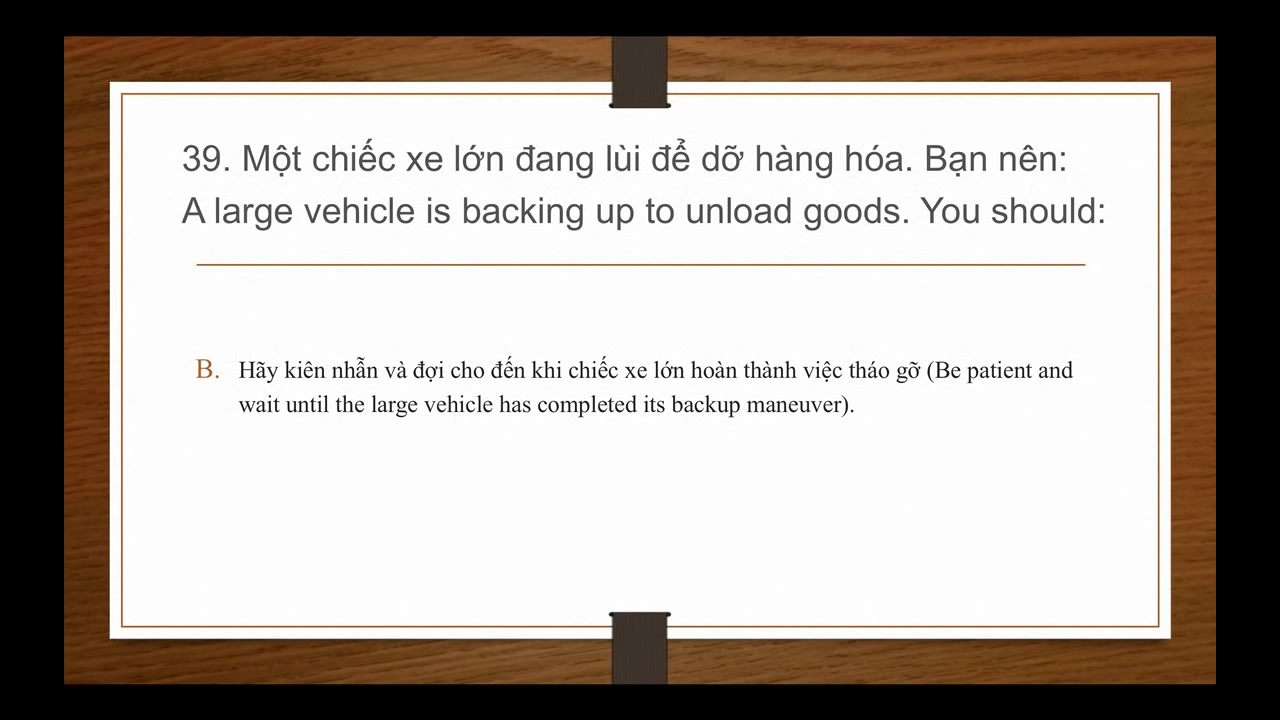 39. Một chiếc xe lớn đang lùi để dỡ hàng hóa. Bạn nên:
A large vehicle is backing up to unload goods. You should:
B. Hãy kiên nhẫn và đợi cho đến khi chiếc xe lớn hoàn thành việc tháo gỡ (Be patient and
wait until the large vehicle has completed its backup maneuver).